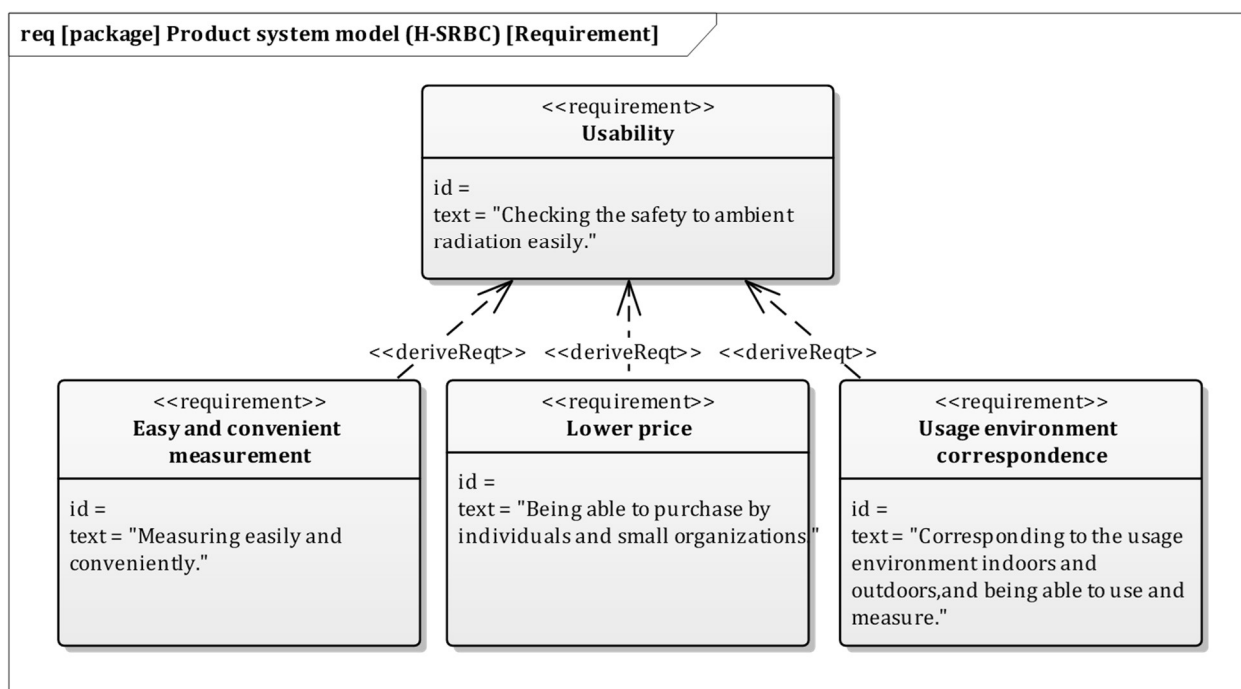 req [package] Product system model (H-SRBC) [Requirement]
<<requirement>>
Usability
id =
text = "Checking the safety to ambient
radiation easily."
<<deriveReqt>>
<<deriveReqt>>
<<deriveReqt>>
<<requirement>>
Easy and convenient
measurement
id =
text = "Measuring easily and
conveniently."
<<requirement>>
Lower price
id =
text = "Being able to purchase by
individuals and small organizations."
<<requirement>>
Usage environment
correspondence
id =
text = "Corresponding to the usage
environment indoors and
outdoors,and being able to use and
measure."